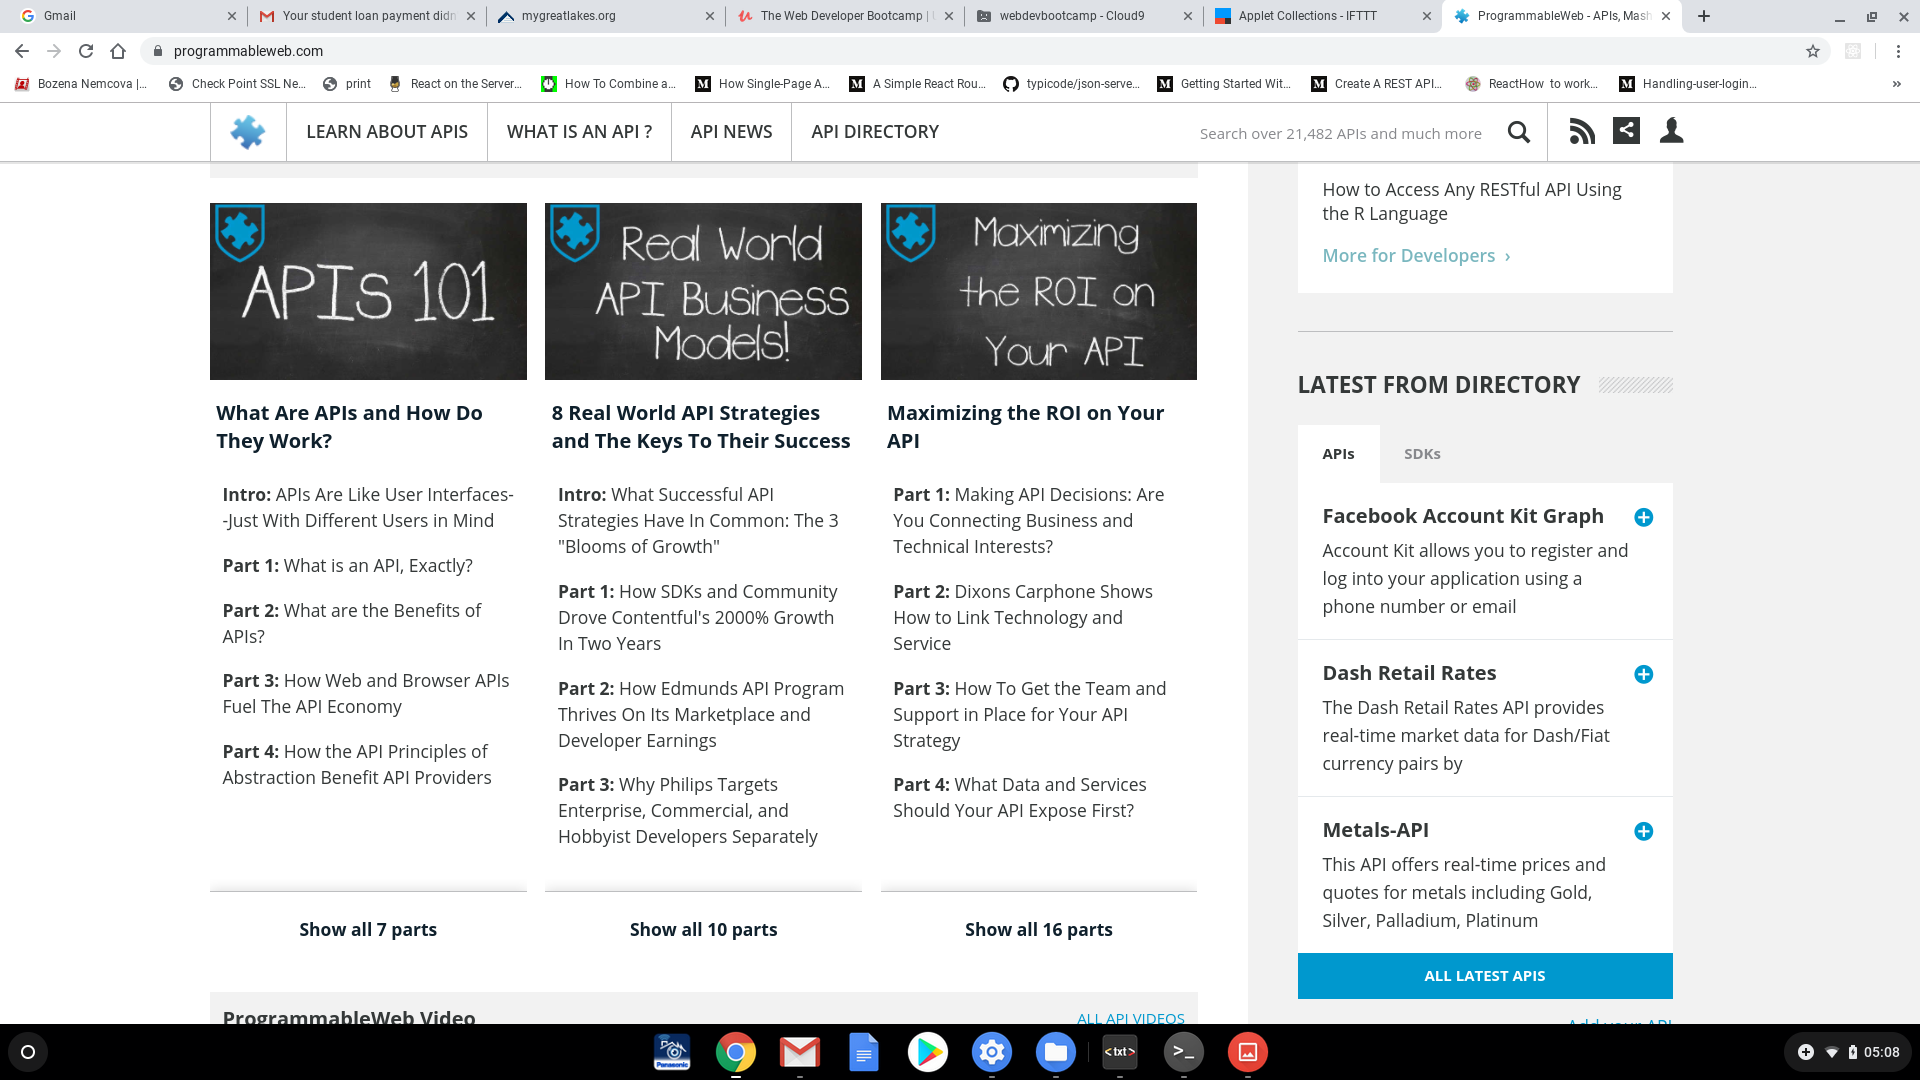 Gmail
Your student loan payment didn
mygreatlakes.org
The Web Developer Bootcamp |
webdevbootcamp - Cloud9
Applet Collections - IFTTT
ProgrammableWeb - APIs, Mash
programmableweb.com
Bozena Nemcova |...
Check Point SSL Ne...
print
React on the Server...
How To Combine a...
How Single-Page A...
A Simple React Rou...
typicode/json-serve...
Getting Started Wit...
Create A REST API...
ReactHow to work...
Handling-user-login...
»
LEARN ABOUT APIS
WHAT IS AN API ?
API NEWS
API DIRECTORY
Search over 21,482 APIs and much more
APIs 101
What Are APIs and How Do
They Work?
Intro: APIs Are Like User Interfaces-
-Just With Different Users in Mind
Part 1: What is an API, Exactly?
Part 2: What are the Benefits of
APIs?
Part 3: How Web and Browser APIs
Fuel The API Economy
Part 4: How the API Principles of
Abstraction Benefit API Providers
Show all 7 parts
Real World
API Business
Models!
8 Real World API Strategies
and The Keys To Their Success
Intro: What Successful API
Strategies Have In Common: The 3
"Blooms of Growth"
Part 1: How SDKs and Community
Drove Contentful's 2000% Growth
In Two Years
Part 2: How Edmunds API Program
Thrives On Its Marketplace and
Developer Earnings
Part 3: Why Philips Targets
Enterprise, Commercial, and
Hobbyist Developers Separately
Show all 10 parts
Maximizing
the ROI on
Your API
Maximizing the ROI on Your
API
Part 1: Making API Decisions: Are
You Connecting Business and
Technical Interests?
Part 2: Dixons Carphone Shows
How to Link Technology and
Service
Part 3: How To Get the Team and
Support in Place for Your API
Strategy
Part 4: What Data and Services
Should Your API Expose First?
Show all 16 parts
ProgrammableWeb Video
ALL API VIDEOS
How to Access Any RESTful API Using
the R Language
More for Developers ›
LATEST FROM DIRECTORY
APIs
SDKs
Facebook Account Kit Graph
Account Kit allows you to register and
log into your application using a
phone number or email
Dash Retail Rates
The Dash Retail Rates API provides
real-time market data for Dash/Fiat
currency pairs by
Metals-API
This API offers real-time prices and
quotes for metals including Gold,
Silver, Palladium, Platinum
ALL LATEST APIS
Add your API
Panasonic
<txt>
>_
05:08